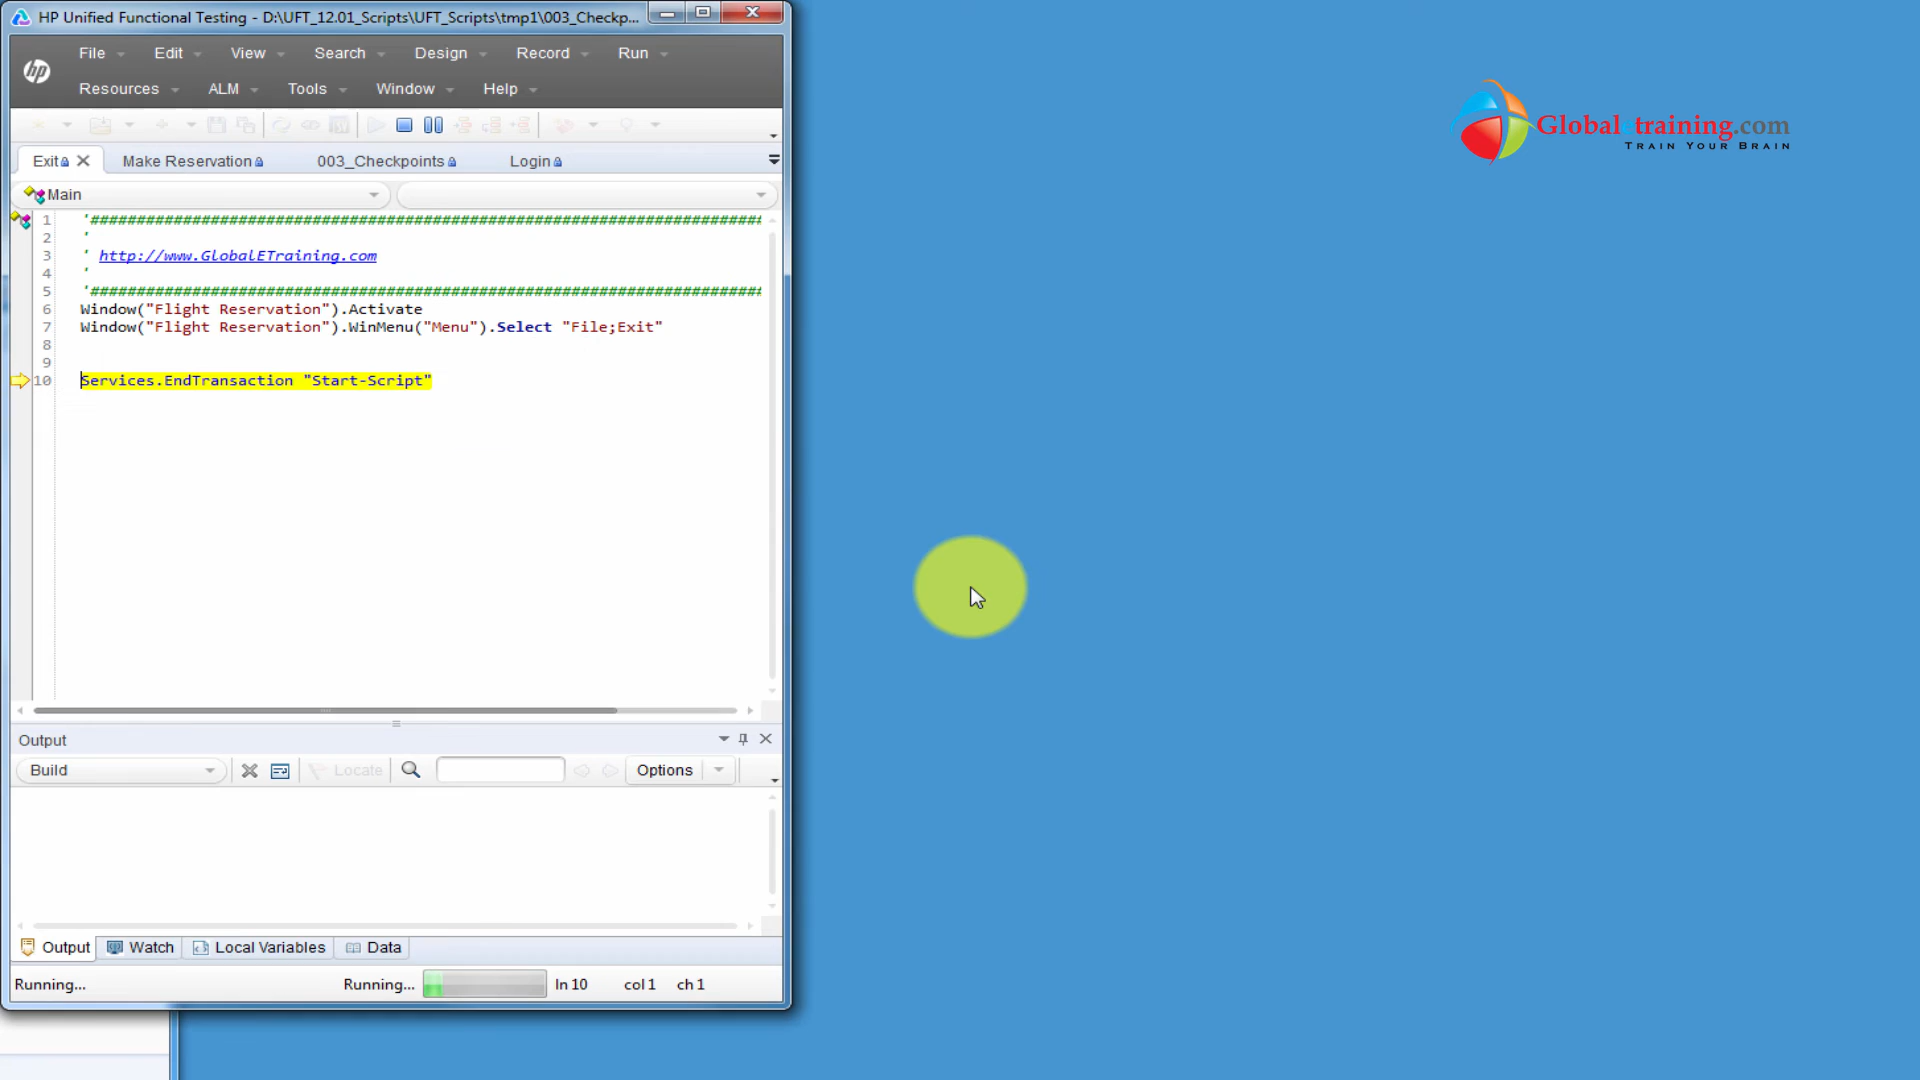 HP Unified Functional Testing - D:\UFT_12.01_Scripts\UFT_Scripts\tmp1\003_Checkp...
File Edit View Search Design Record Run
hp
Resources ALM Tools Window Help
Globaletraining.com
TRAIN YOUR BRAIN
Exit Make Reservation 003_Checkpoints Login
Main
1 '#########################################################################
2 '
3 ' http://www.GlobalETraining.com
4 '
5 '#########################################################################
6 Window("Flight Reservation").Activate
7 Window("Flight Reservation").WinMenu("Menu").Select "File;Exit"
8
9
10 Services.EndTransaction "Start-Script"
Output
Build Locate Options
Output Watch Local Variables Data
Running... Running... ln 10 col 1 ch 1